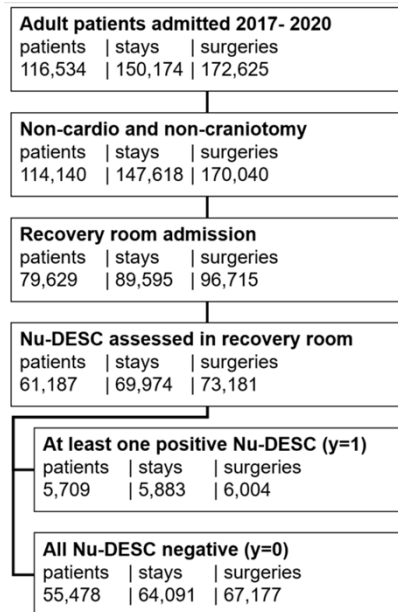 Adult patients admitted 2017- 2020
patients | stays | surgeries
116,534 | 150,174 | 172,625
Non-cardio and non-craniotomy
patients | stays | surgeries
114,140 | 147,618 | 170,040
Recovery room admission
patients | stays | surgeries
79,629 | 89,595 | 96,715
Nu-DESC assessed in recovery room
patients | stays | surgeries
61,187 | 69,974 | 73,181
At least one positive Nu-DESC (y=1)
patients | stays | surgeries
5,709 | 5,883 | 6,004
All Nu-DESC negative (y=0)
patients | stays | surgeries
55,478 | 64,091 | 67,177